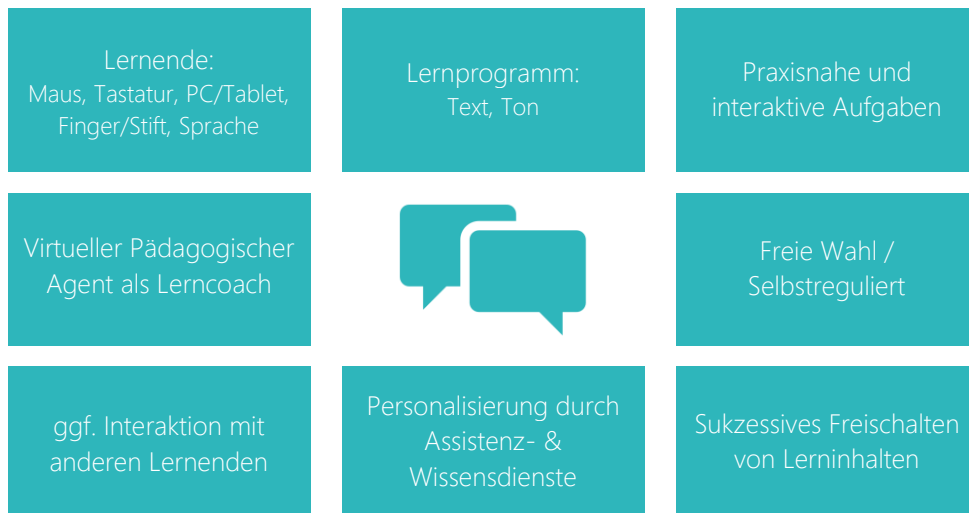 Lernende:
Maus, Tastatur, PC/Tablet,
Finger/Stift, Sprache
Lernprogramm:
Text, Ton
Praxisnahe und
interaktive Aufgaben
Virtueller Pädagogischer
Agent als Lerncoach
Freie Wahl /
Selbstreguliert
ggf. Interaktion mit
anderen Lernenden
Personalisierung durch
Assistenz- &
Wissensdienste
Sukzessives Freischalten
von Lerninhalten